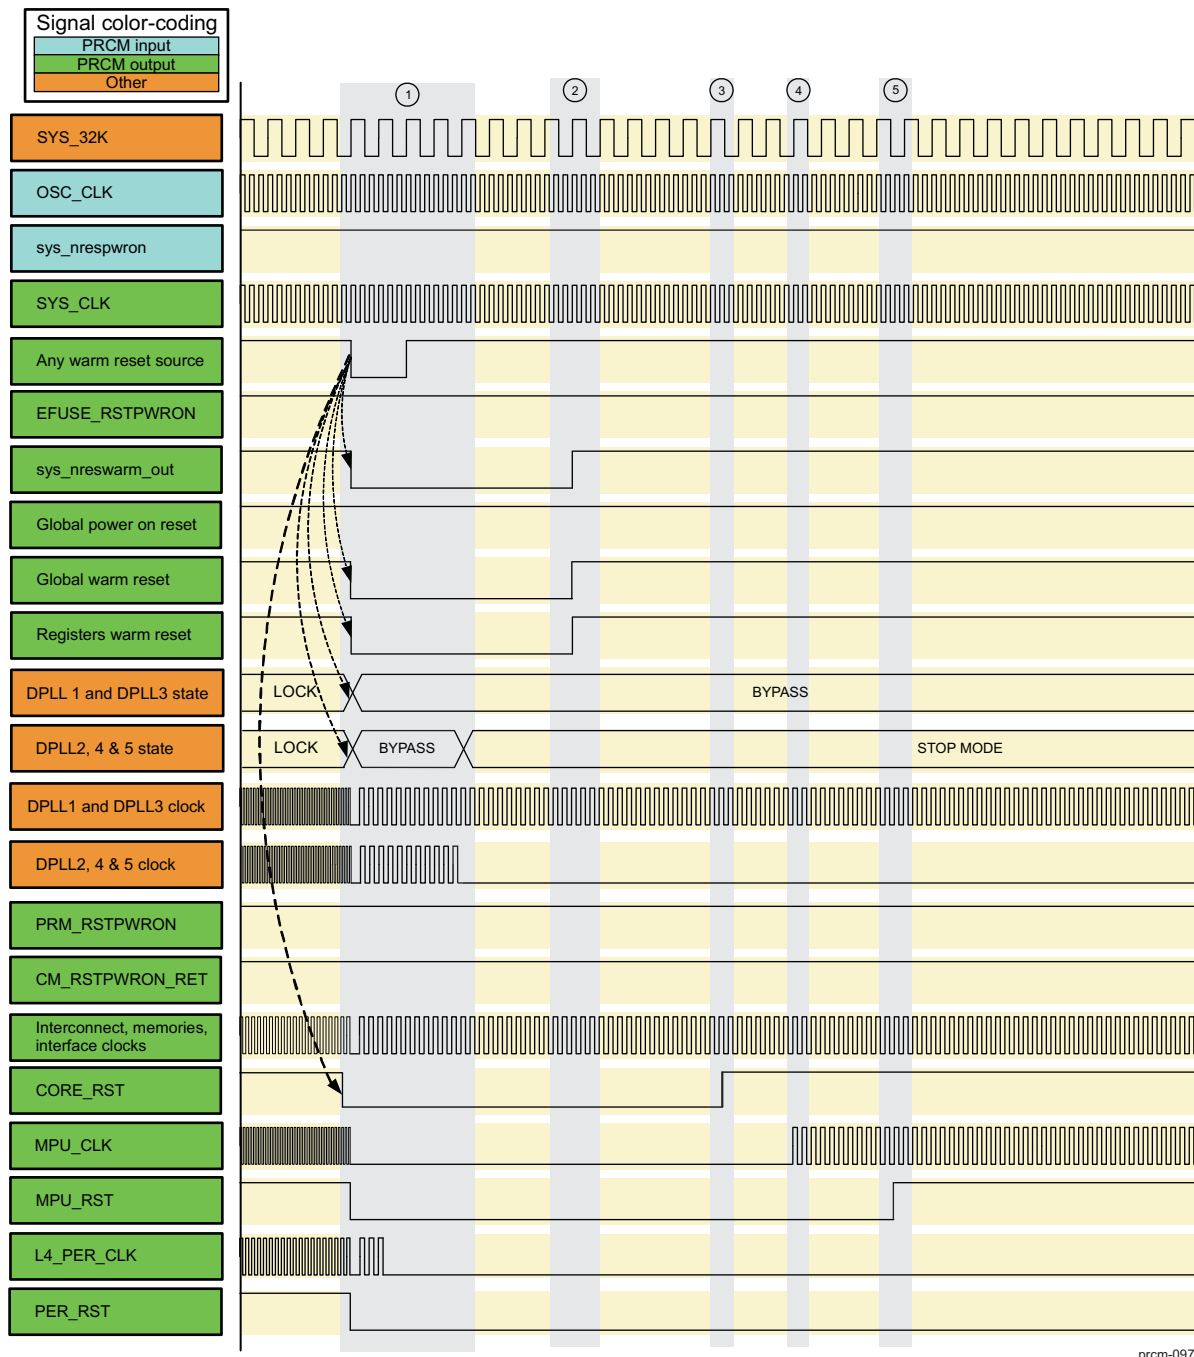 Signal color-coding
PRCM input
PRCM output
Other
1
2
3
4
5
SYS_32K
OSC_CLK
sys_nrespwron
SYS_CLK
Any warm reset source
EFUSE_RSTPWRON
sys_nreswarm_out
Global power on reset
Global warm reset
Registers warm reset
DPLL 1 and DPLL3 state
LOCK
BYPASS
DPLL2, 4 & 5 state
LOCK
BYPASS
STOP MODE
DPLL1 and DPLL3 clock
DPLL2, 4 & 5 clock
PRM_RSTPWRON
CM_RSTPWRON_RET
Interconnect, memories,
interface clocks
CORE_RST
MPU_CLK
MPU_RST
L4_PER_CLK
PER_RST
prcm-097